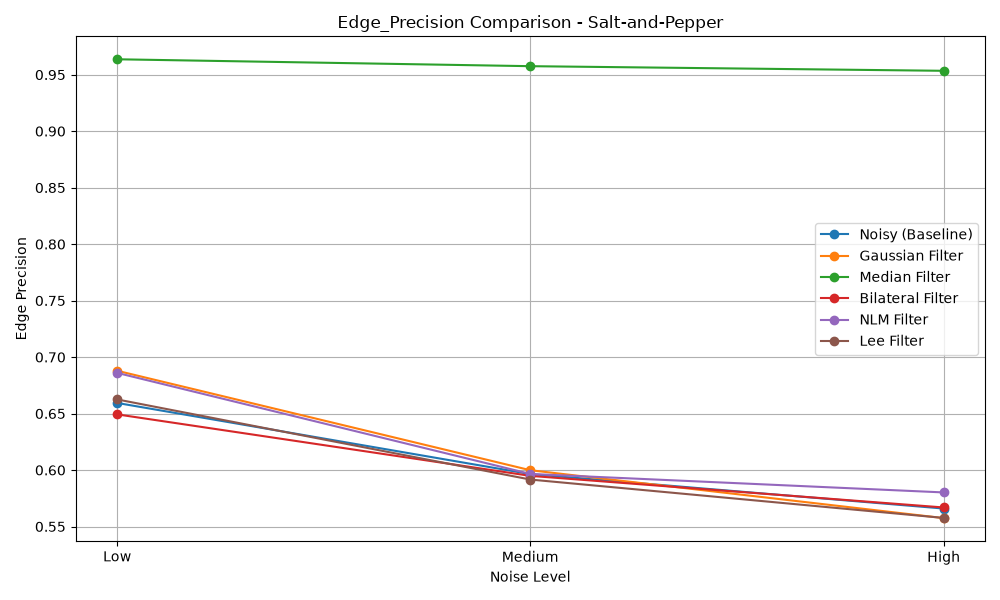 Edge_Precision Comparison - Salt-and-Pepper
Edge Precision
0.95
0.90
0.85
0.80
0.75
0.70
0.65
0.60
0.55
Noisy (Baseline)
Gaussian Filter
Median Filter
Bilateral Filter
NLM Filter
Lee Filter
Low
Medium
High
Noise Level